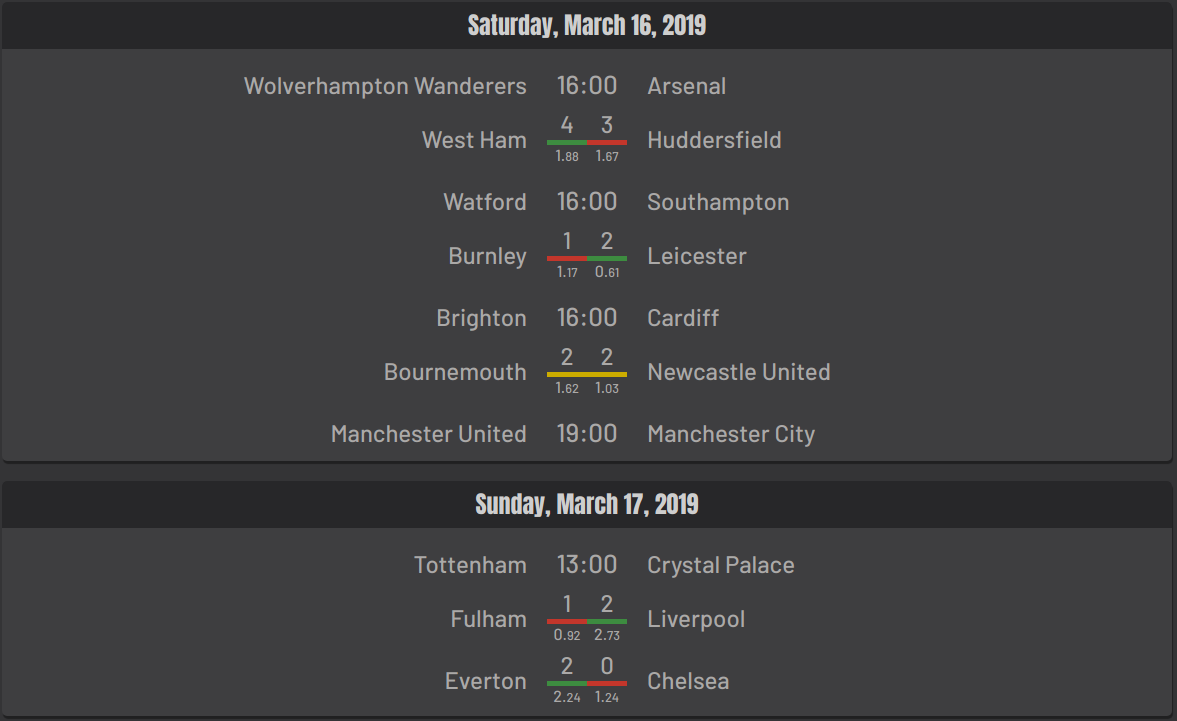 Saturday, March 16, 2019
Wolverhampton Wanderers 16:00 Arsenal
4 3
West Ham Huddersfield
1.88 1.67
Watford 16:00 Southampton
1 2
Burnley Leicester
1.17 0.61
Brighton 16:00 Cardiff
2 2
Bournemouth Newcastle United
1.62 1.03
Manchester United 19:00 Manchester City
Sunday, March 17, 2019
Tottenham 13:00 Crystal Palace
1 2
Fulham Liverpool
0.92 2.73
2 0
Everton Chelsea
2.24 1.24